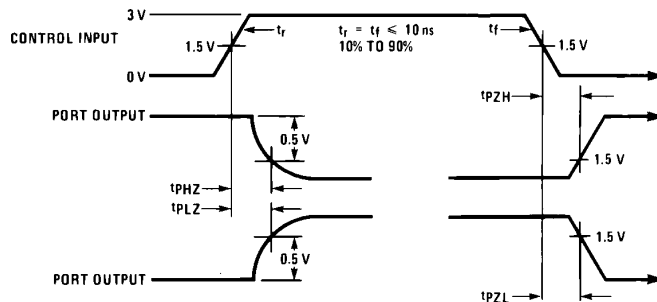 3 V
CONTROL INPUT
1.5 V
tr
tr = tf ≤ 10 ns
10% TO 90%
tf
1.5 V
0 V
tPZH
PORT OUTPUT
0.5 V
1.5 V
tPHZ
tPLZ
0.5 V
1.5 V
PORT OUTPUT
tPZL